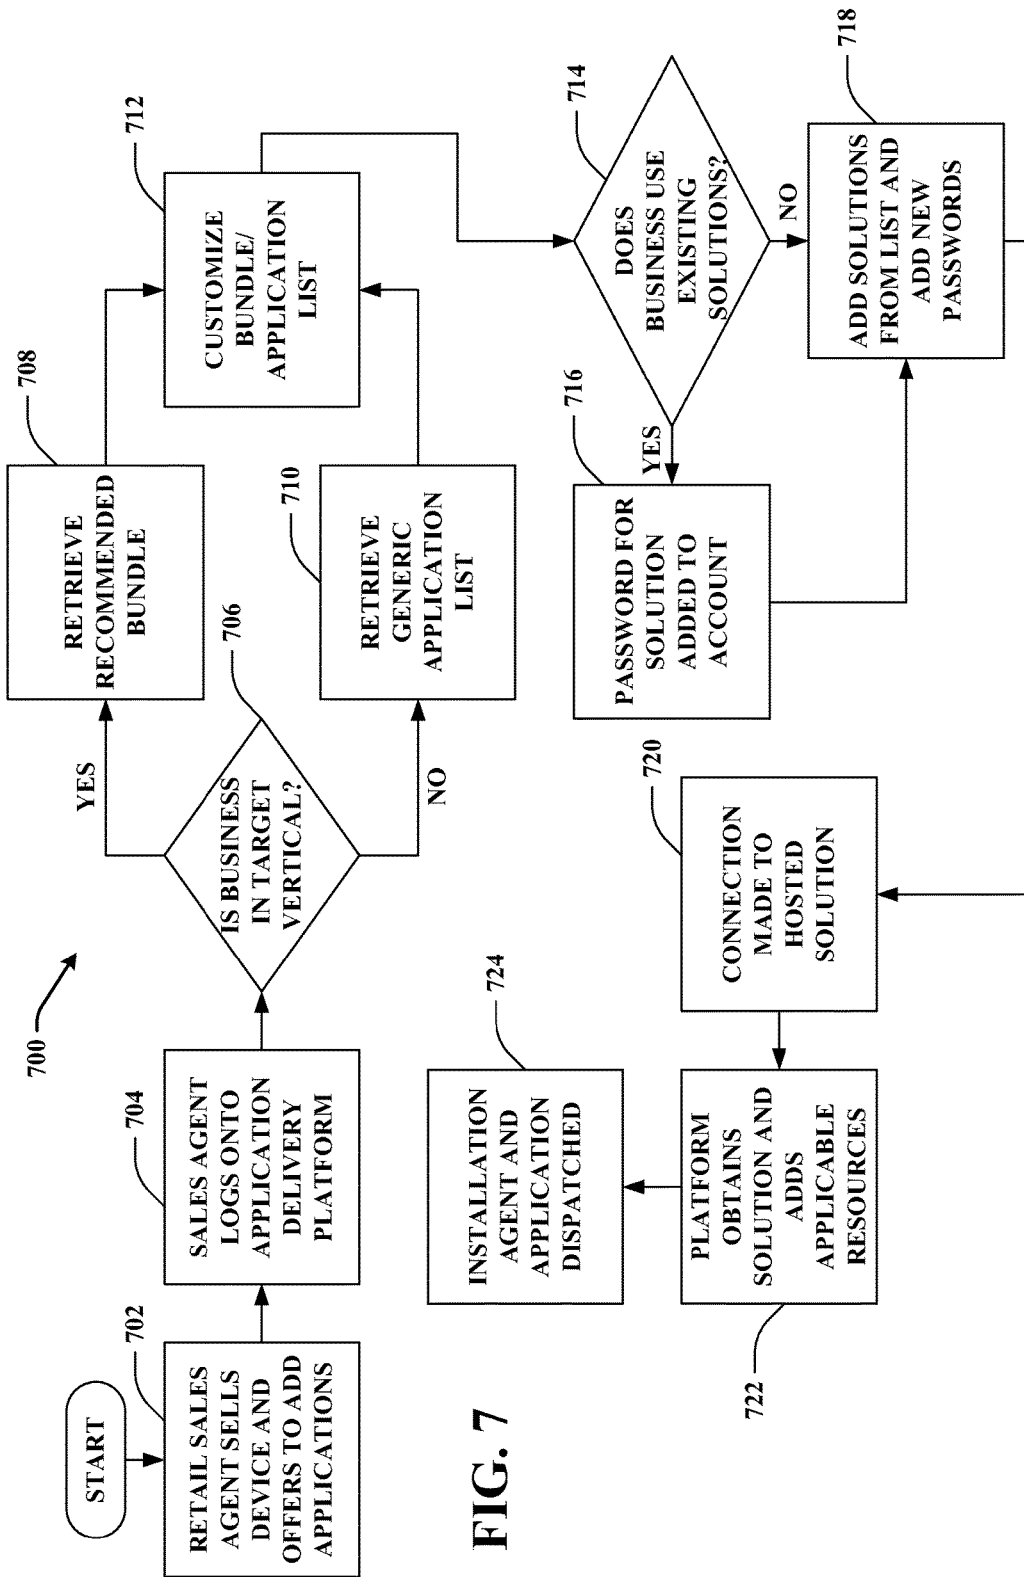 700
START
702
RETAIL SALES
AGENT SELLS
DEVICE AND
OFFERS TO ADD
APPLICATIONS
704
SALES AGENT
LOGS ONTO
APPLICATION
DELIVERY
PLATFORM
706
IS BUSINESS
IN TARGET
VERTICAL?
YES
NO
708
RETRIEVE
RECOMMENDED
BUNDLE
710
RETRIEVE
GENERIC
APPLICATION
LIST
712
CUSTOMIZE
BUNDLE/
APPLICATION
LIST
714
DOES
BUSINESS USE
EXISTING
SOLUTIONS?
YES
NO
716
PASSWORD FOR
SOLUTION
ADDED TO
ACCOUNT
718
ADD SOLUTIONS
FROM LIST AND
ADD NEW
PASSWORDS
720
CONNECTION
MADE TO
HOSTED
SOLUTION
722
PLATFORM
OBTAINS
SOLUTION AND
ADDS
APPLICABLE
RESOURCES
724
INSTALLATION
AGENT AND
APPLICATION
DISPATCHED
FIG. 7